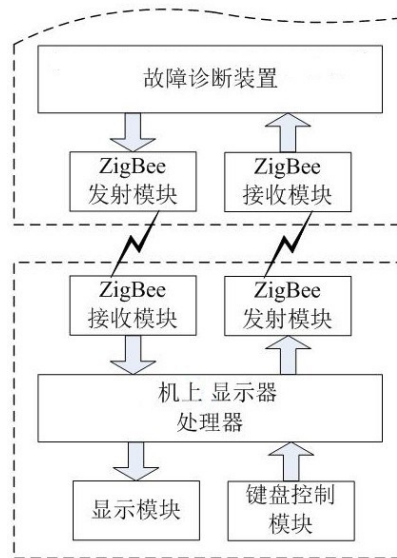 故障诊断装置
ZigBee
发射模块
ZigBee
接收模块
ZigBee
接收模块
ZigBee
发射模块
机上 显示器
处理器
显示模块
键盘控制
模块